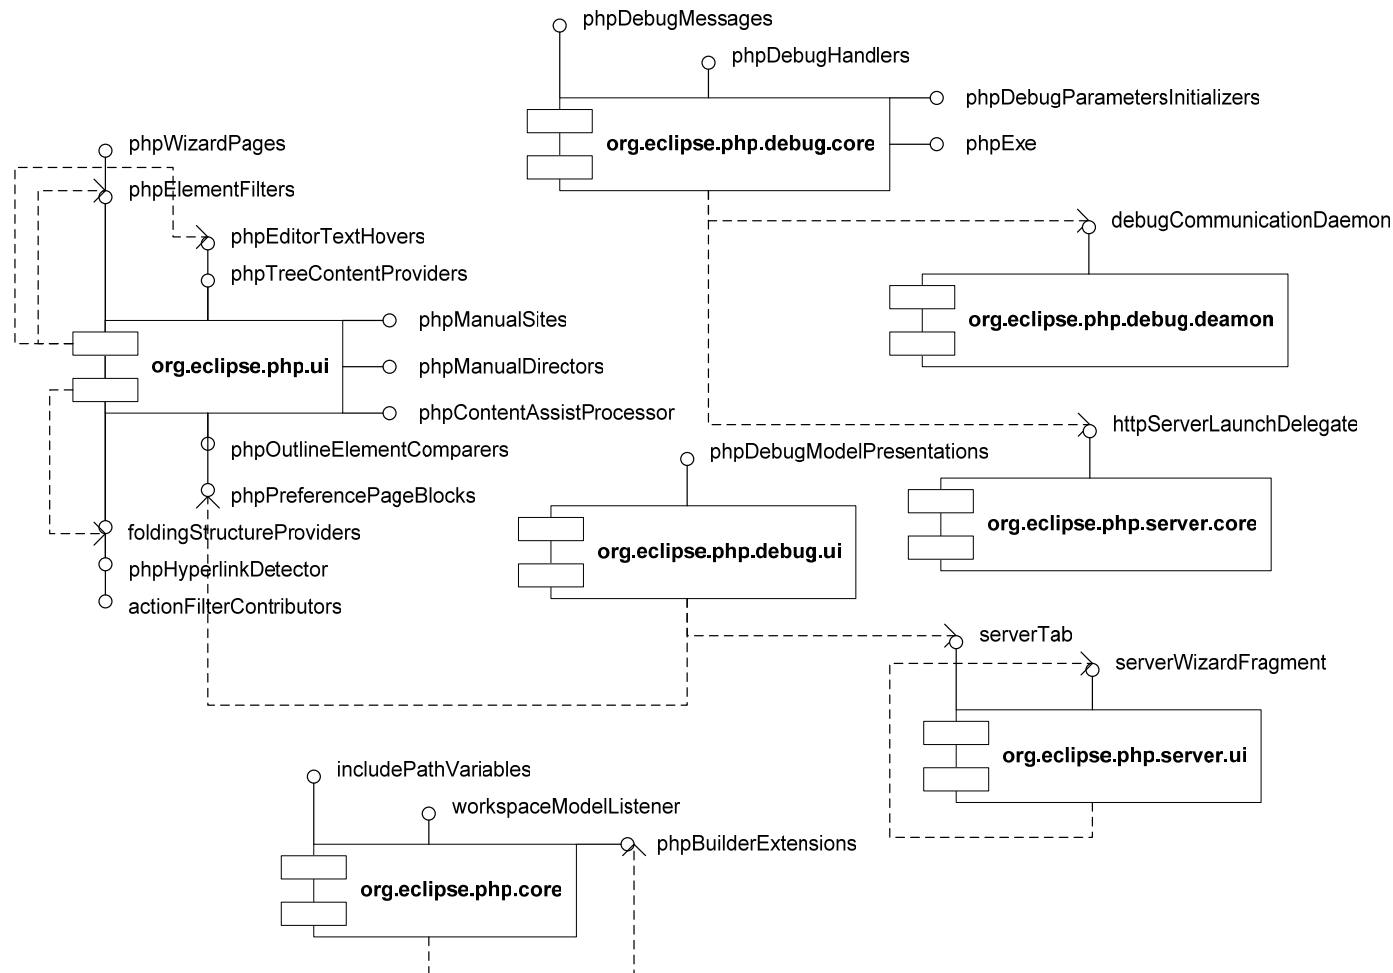 phpDebugMessages
phpDebugHandlers
phpDebugParametersInitializers
org.eclipse.php.debug.core
phpExe
phpWizardPages
phpElementFilters
phpEditorTextHovers
phpTreeContentProviders
debugCommunicationDaemon
org.eclipse.php.debug.deamon
phpManualSites
org.eclipse.php.ui
phpManualDirectors
phpContentAssistProcessor
httpServerLaunchDelegate
phpOutlineElementComparers
phpDebugModelPresentations
phpPreferencePageBlocks
org.eclipse.php.server.core
foldingStructureProviders
org.eclipse.php.debug.ui
phpHyperlinkDetector
actionFilterContributors
serverTab
serverWizardFragment
org.eclipse.php.server.ui
includePathVariables
workspaceModelListener
phpBuilderExtensions
org.eclipse.php.core